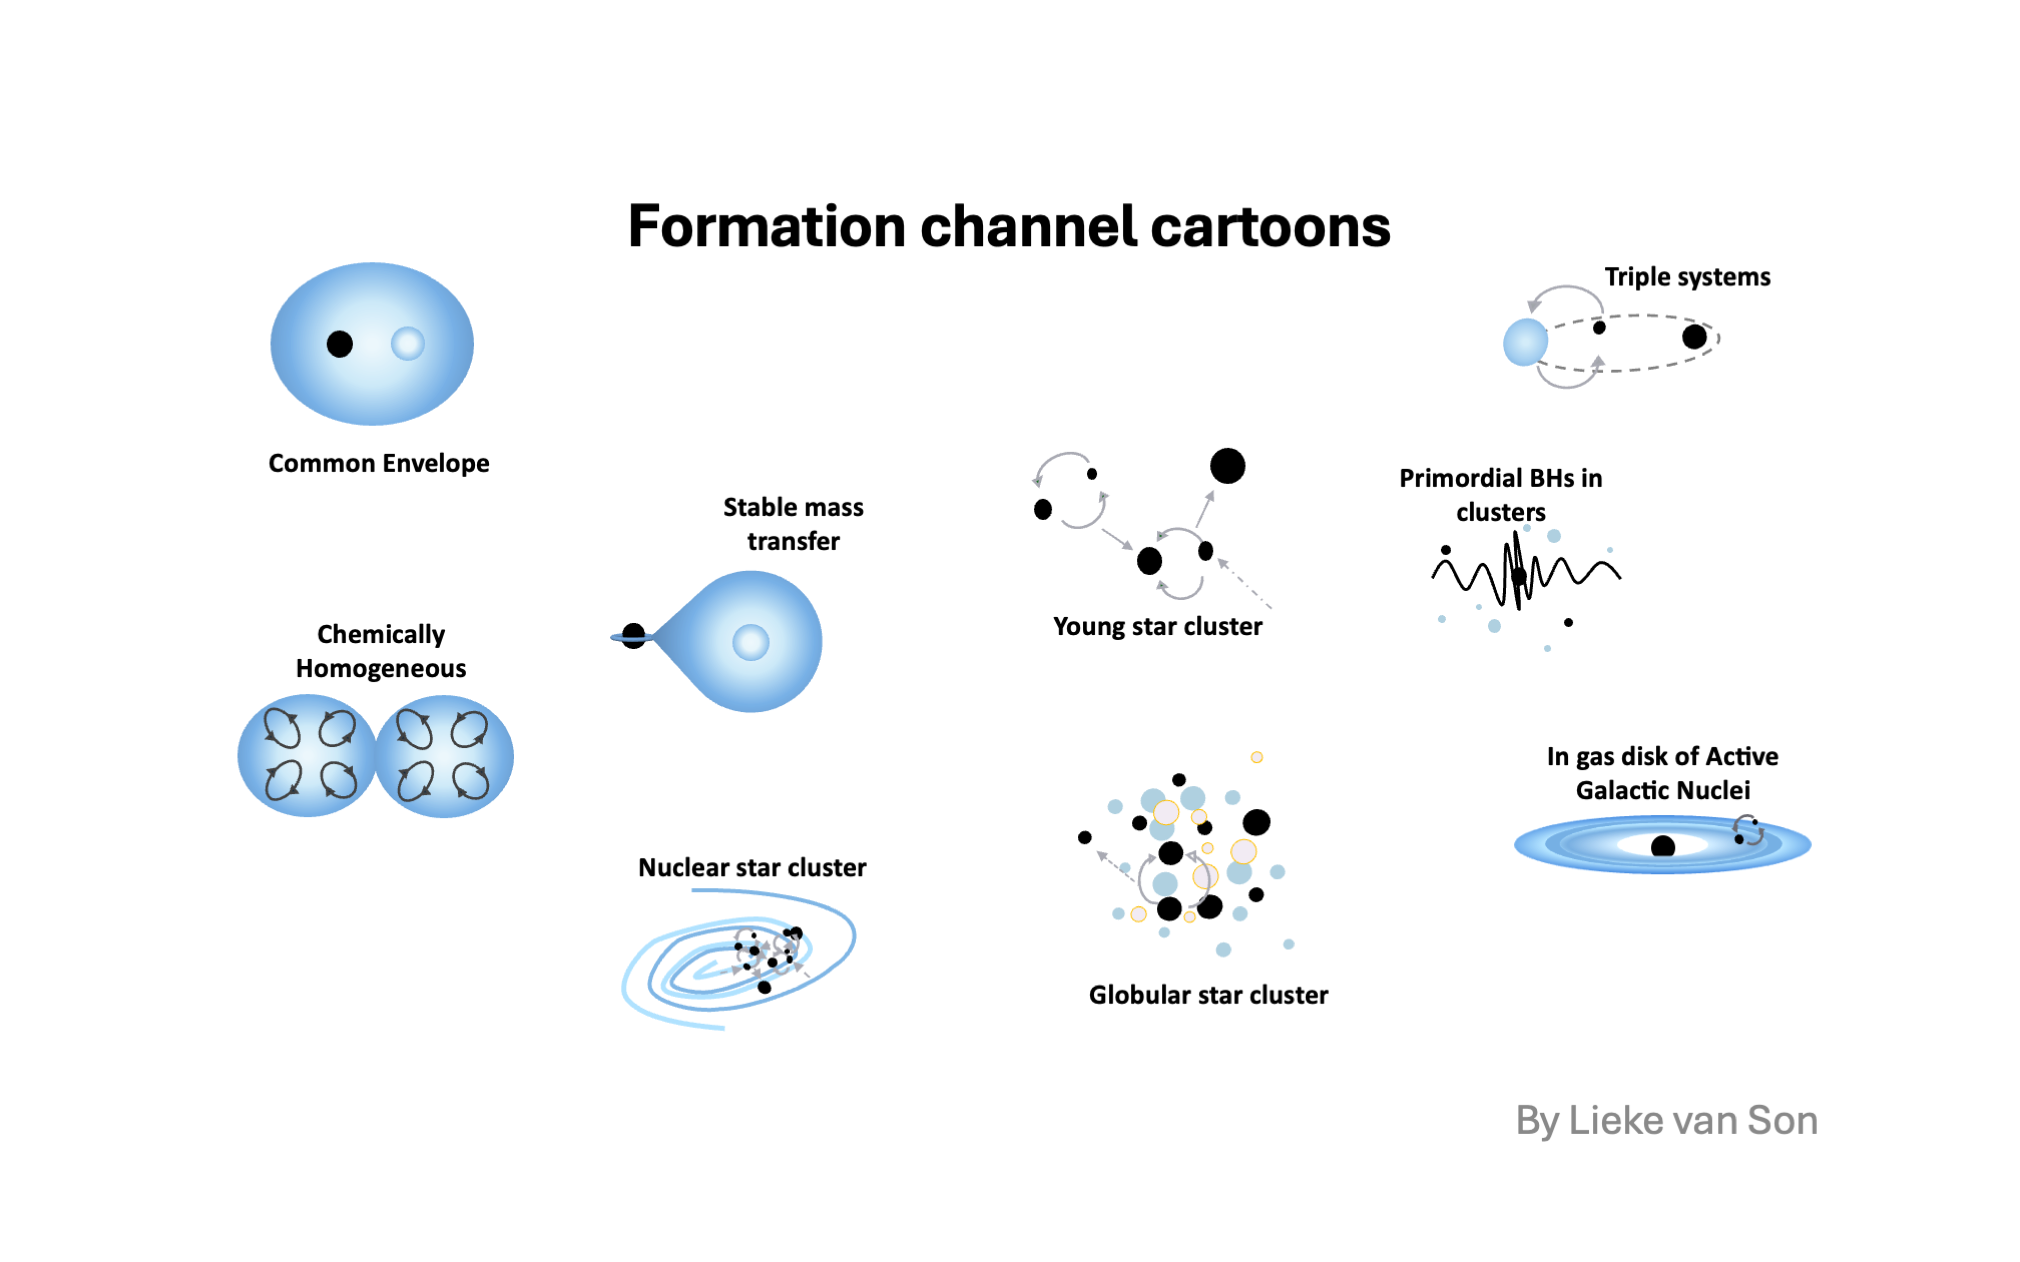 Formation channel cartoons
Triple systems
Common Envelope
Primordial BHs in
clusters
Stable mass
transfer
Young star cluster
Chemically
Homogeneous
In gas disk of Active
Galactic Nuclei
Nuclear star cluster
Globular star cluster
By Lieke van Son